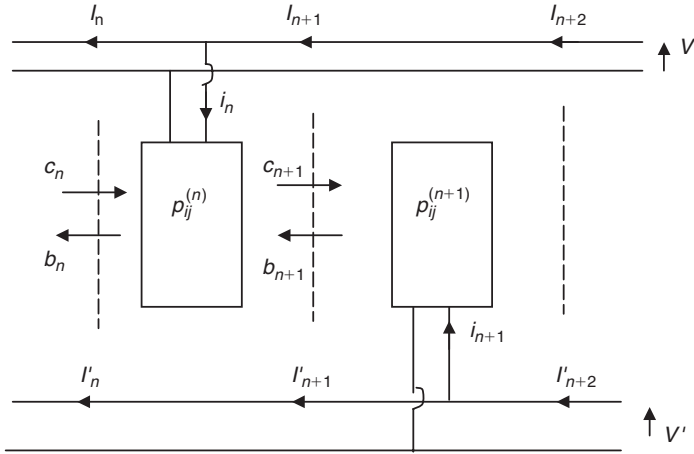 I_n I_{n+1} I_{n+2}
V
i_n
c_n c_{n+1}
p_{ij}^{(n)} p_{ij}^{(n+1)}
b_n b_{n+1}
i_{n+1}
I'_n I'_{n+1} I'_{n+2}
V'